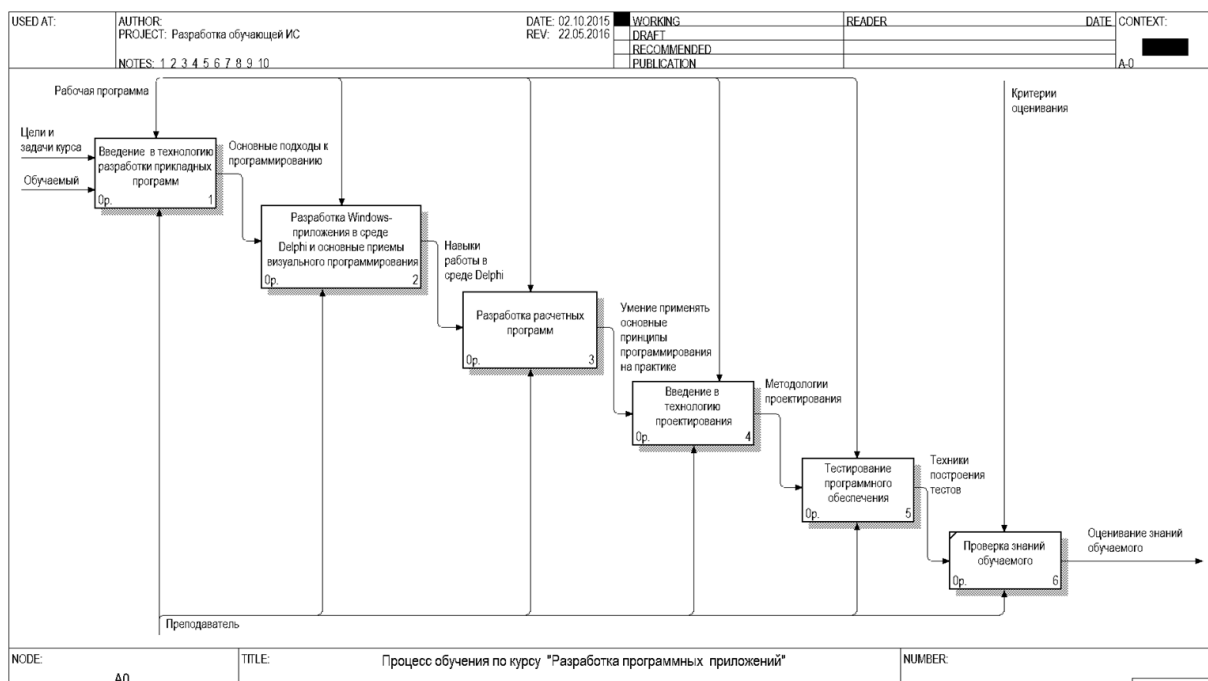 USED AT:
AUTHOR:
DATE: 02.10.2015
WORKING
READER
DATE
CONTEXT:
PROJECT: Разработка обучающей ИС
REV: 22.05.2016
DRAFT
RECOMMENDED
NOTES: 1 2 3 4 5 6 7 8 9 10
PUBLICATION
A-0
Рабочая программа
Критерии
оценивания
Цели и
задачи курса
Обучаемый
Введение в технологию
разработки прикладных
программ
0р.
1
Основные подходы к
программированию
Разработка Windows-
приложения в среде
Delphi и основные приемы
визуального программирования
0р.
2
Навыки
работы в
среде Delphi
Разработка расчетных
программ
0р.
3
Умение применять
основные
принципы
программирования
на практике
Введение в
технологию
проектирования
0р.
4
Методологии
проектирования
Тестирование
программного
обеспечения
0р.
5
Техники
построения
тестов
Проверка знаний
обучаемого
0р.
6
Оценивание знаний
обучаемого
Преподаватель
NODE:
A0
TITLE:
Процесс обучения по курсу "Разработка программных приложений"
NUMBER: